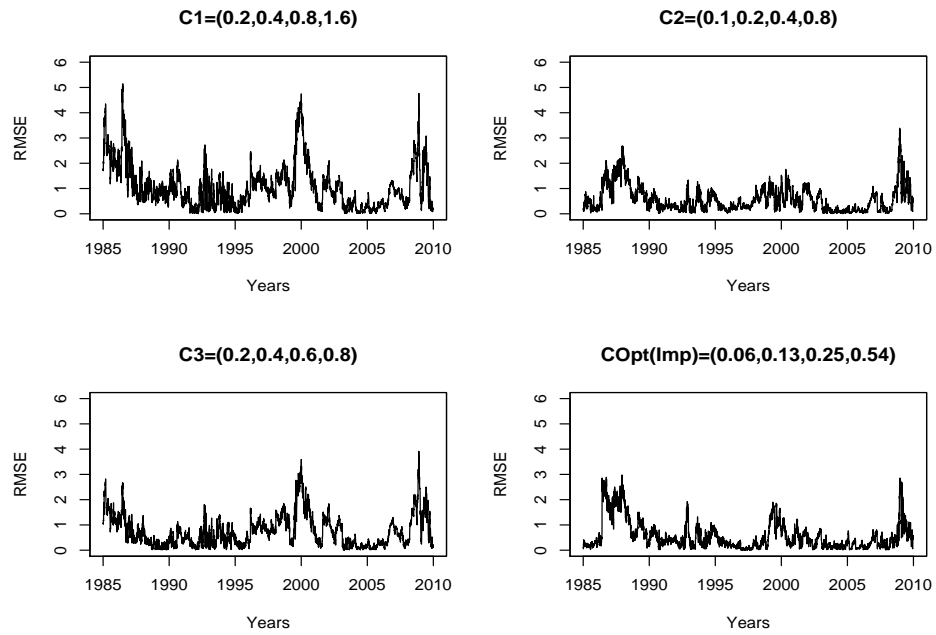 C1=(0.2,0.4,0.8,1.6)
RMSE
6
5
4
3
2
1
0
1985 1990 1995 2000 2005 2010
Years
C2=(0.1,0.2,0.4,0.8)
RMSE
6
5
4
3
2
1
0
1985 1990 1995 2000 2005 2010
Years
C3=(0.2,0.4,0.6,0.8)
RMSE
6
5
4
3
2
1
0
1985 1990 1995 2000 2005 2010
Years
COpt(Imp)=(0.06,0.13,0.25,0.54)
RMSE
6
5
4
3
2
1
0
1985 1990 1995 2000 2005 2010
Years